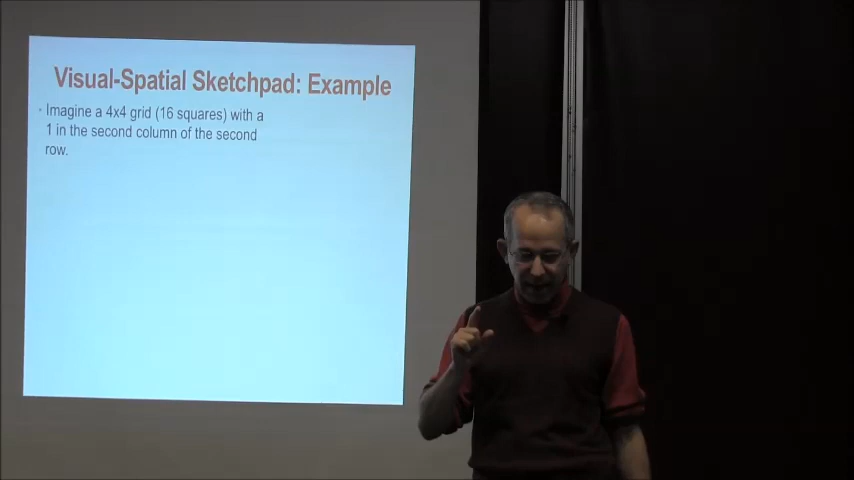 Visual-Spatial Sketchpad: Example
• Imagine a 4x4 grid (16 squares) with a
1 in the second column of the second
row.